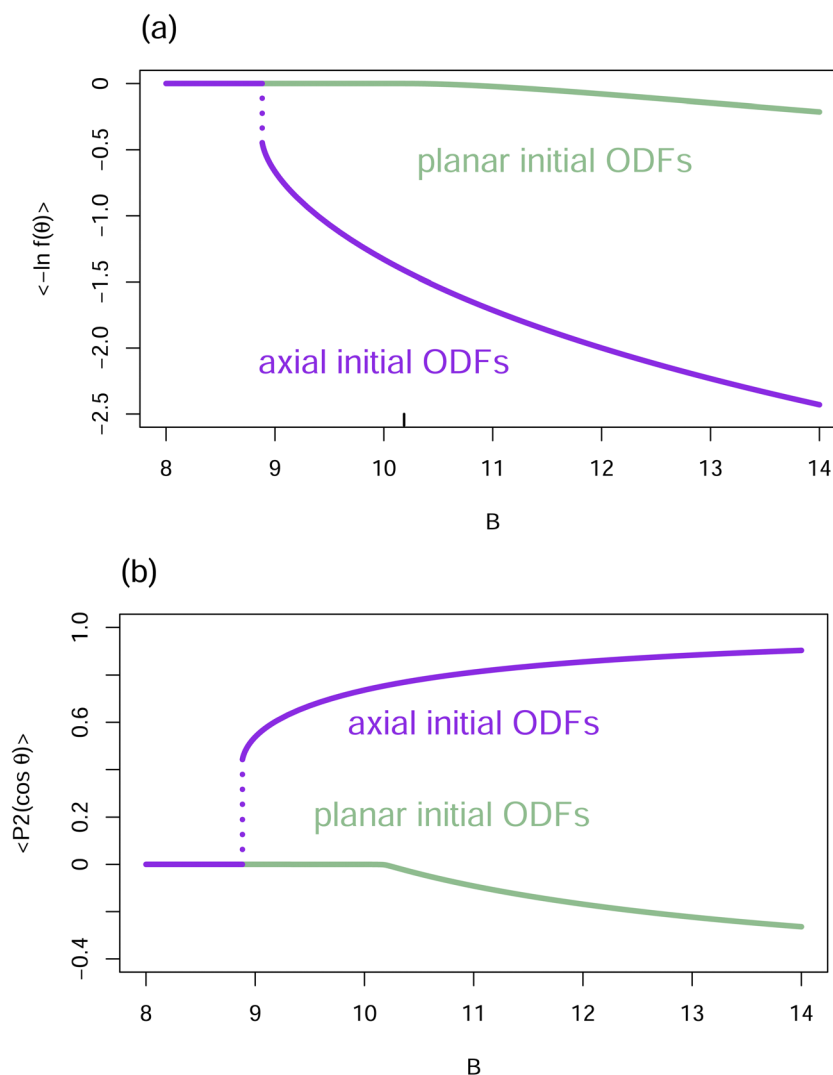 (a)
<-ln f(θ)>
0
-0.5
-1.0
-1.5
-2.0
-2.5
planar initial ODFs
axial initial ODFs
8 9 10 11 12 13 14
B
(b)
<P2(cos θ)>
1.0
0.6
0.2
0
-0.4
axial initial ODFs
planar initial ODFs
8 9 10 11 12 13 14
B